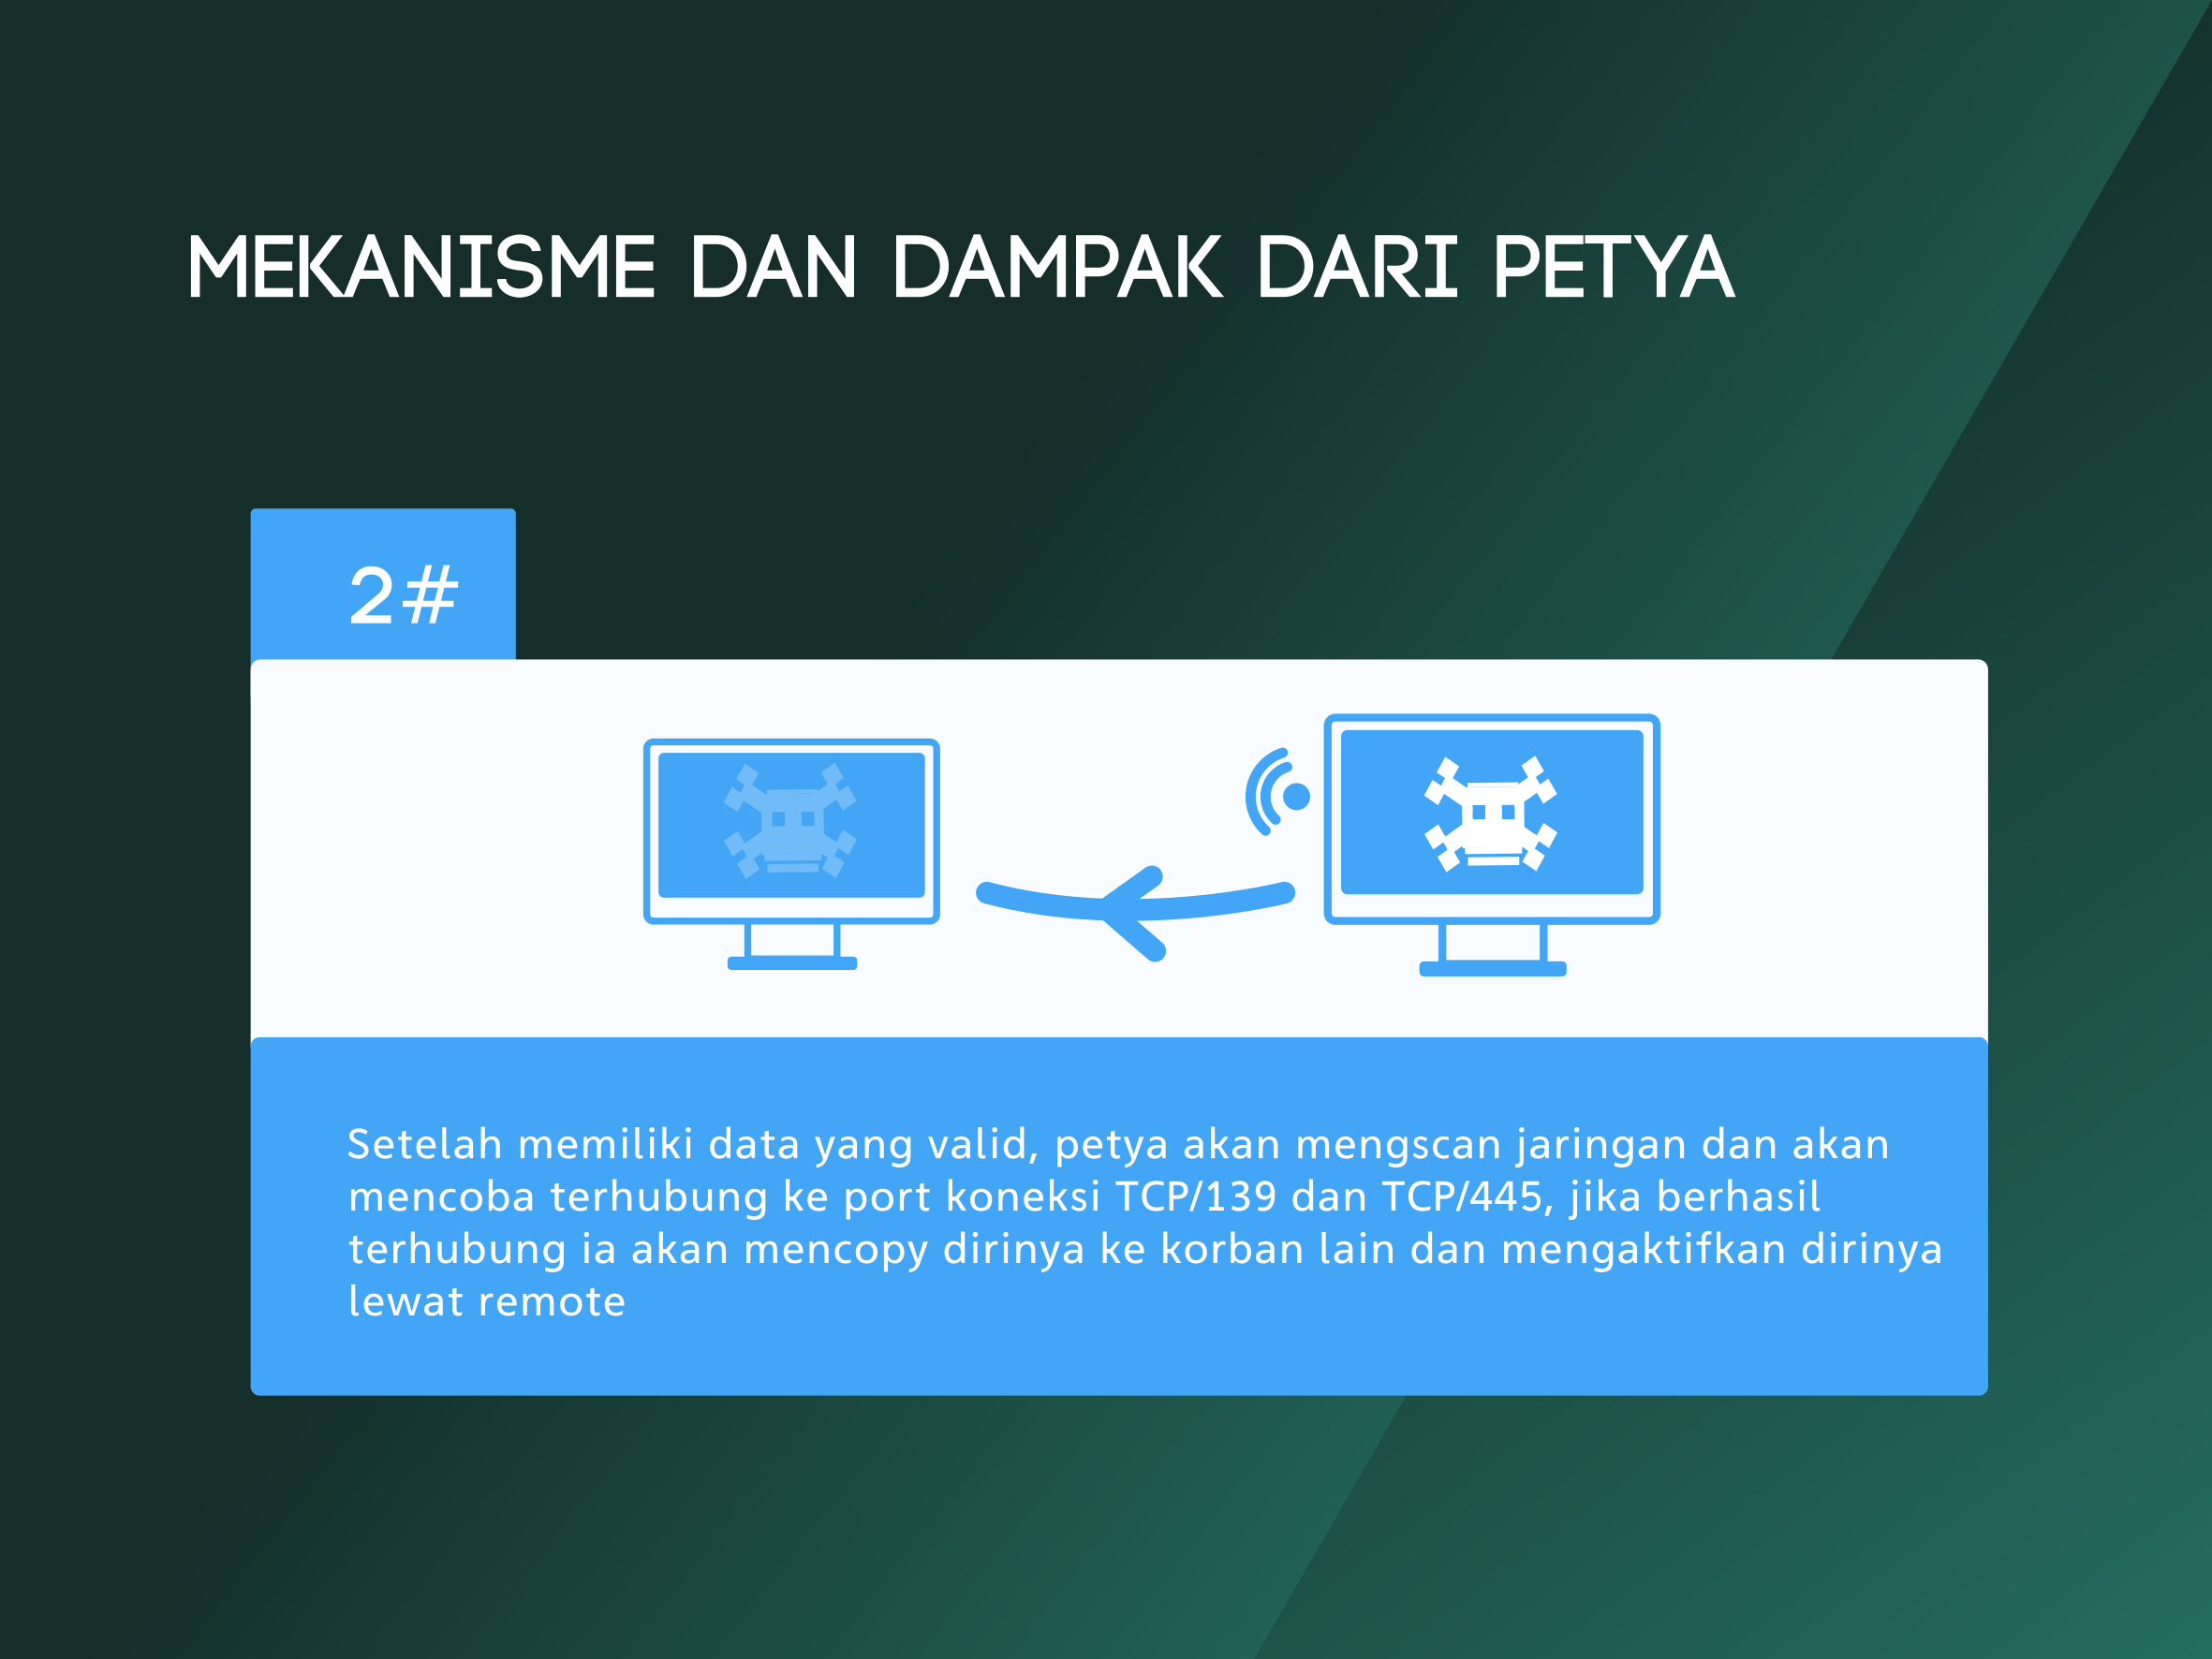 MEKANISME DAN DAMPAK DARI PETYA
2#
Setelah memiliki data yang valid, petya akan mengscan jaringan dan akan
mencoba terhubung ke port koneksi TCP/139 dan TCP/445, jika berhasil
terhubung ia akan mencopy dirinya ke korban lain dan mengaktifkan dirinya
lewat remote